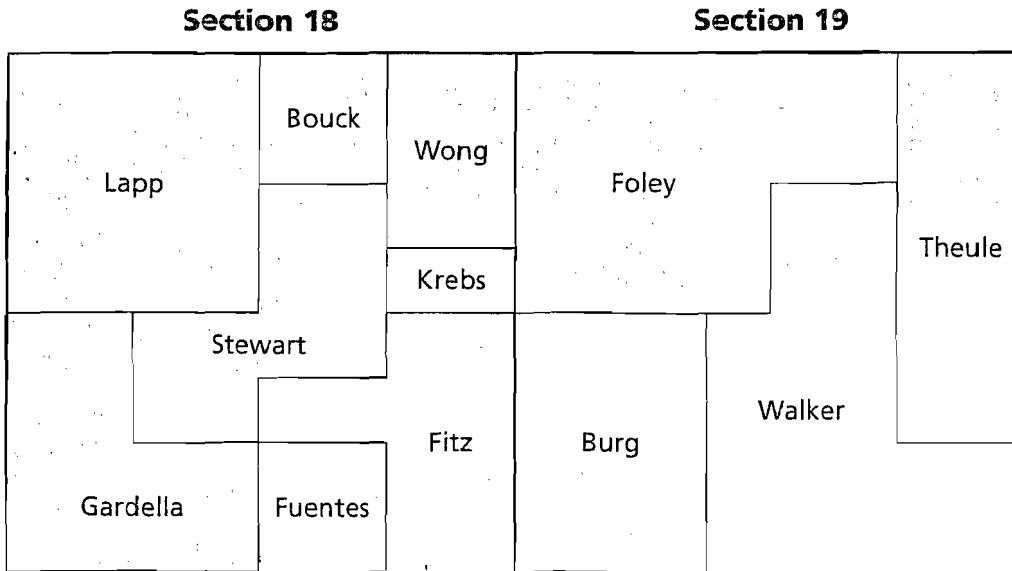 Section 18 Section 19
Bouck
Wong
Lapp
Foley
Theule
Krebs
Stewart
Walker
Fitz
Burg
Gardella
Fuentes